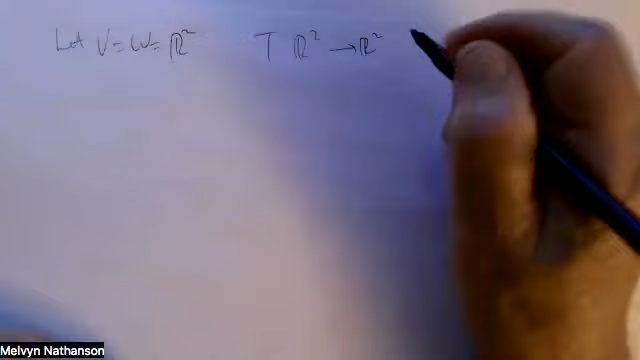 Let V = W = ℝ² T ℝ² → ℝ²
Melvyn Nathanson